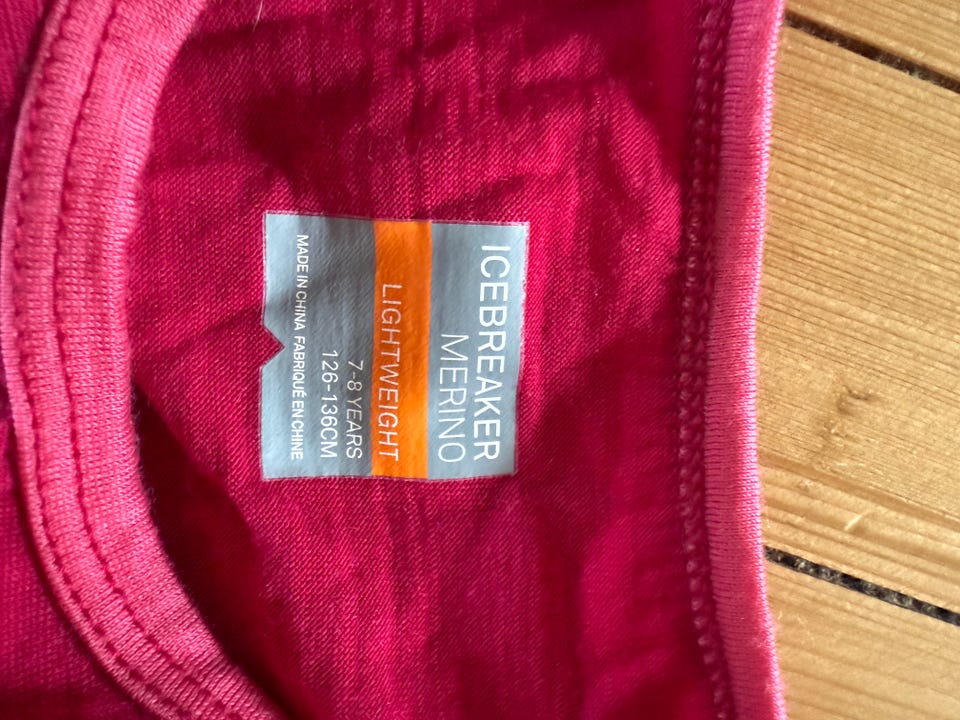 ICEBREAKER
MERINO
LIGHTWEIGHT
7-8 YEARS
126-136CM
MADE IN CHINA FABRIQUÉ EN CHINE